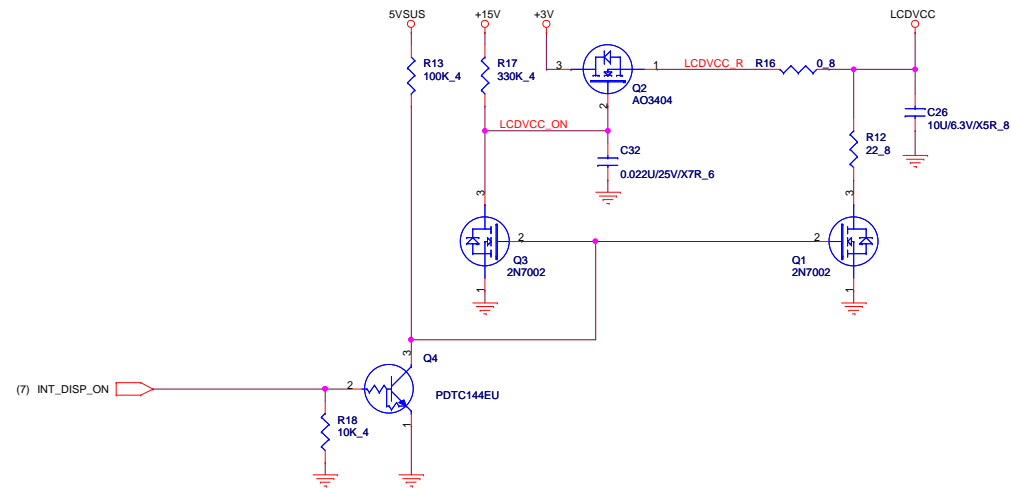 5VSUS
+15V
+3V
LCDVCC
R13
100K_4
R17
330K_4
3
1
LCDVCC_R
R16
0_8
Q2
AO3404
2
C26
10U/6.3V/X5R_8
LCDVCC_ON
R12
22_8
C32
0.022U/25V/X7R_6
3
3
2
2
Q3
2N7002
Q1
2N7002
1
1
3
Q4
(7) INT_DISP_ON
2
PDTC144EU
R18
10K_4
1